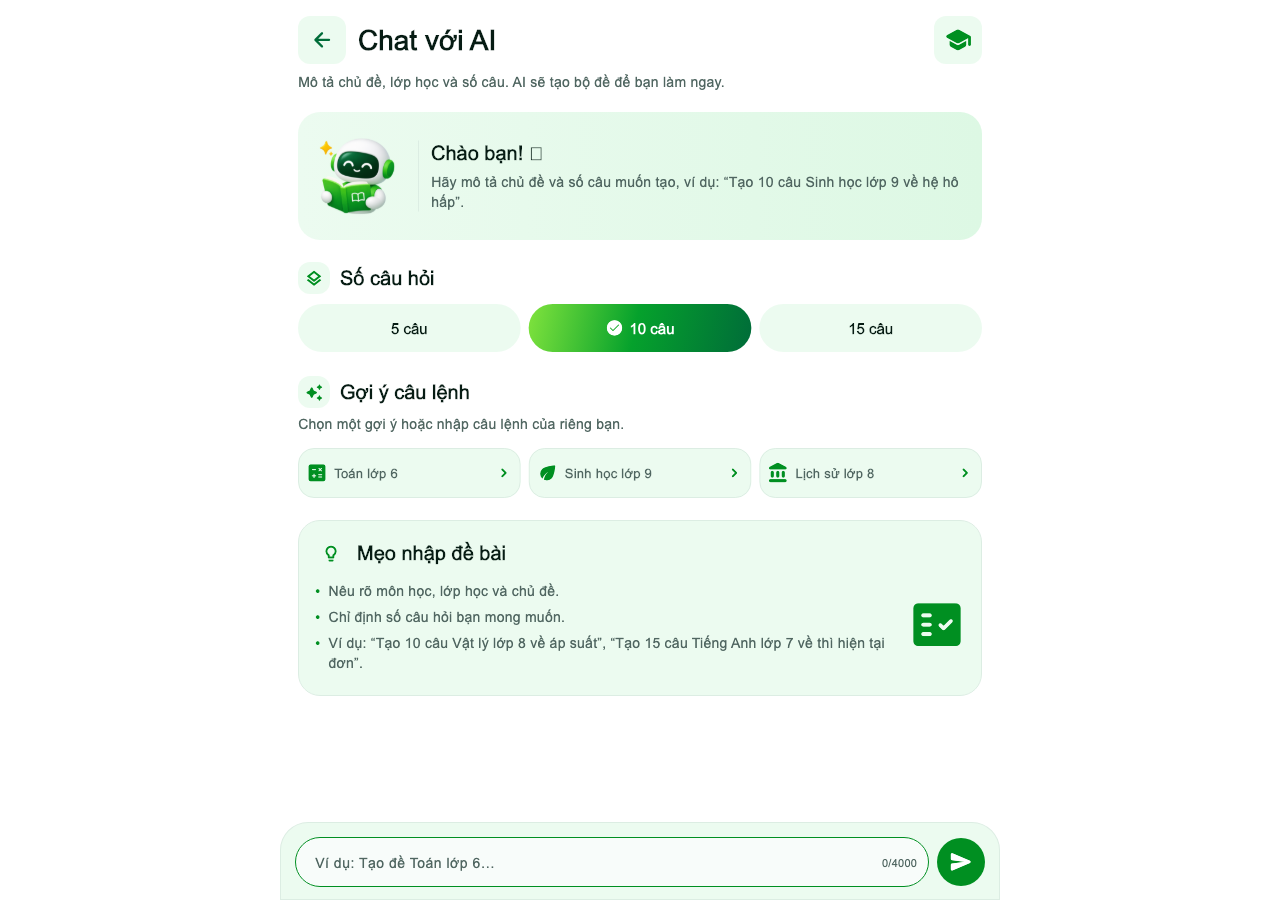 Chat với AI
Mô tả chủ đề, lớp học và số câu. AI sẽ tạo bộ đề để bạn làm ngay.
Chào bạn!
Hãy mô tả chủ đề và số câu muốn tạo, ví dụ: “Tạo 10 câu Sinh học lớp 9 về hệ hô
hấp”.
Số câu hỏi
5 câu
10 câu
15 câu
Gợi ý câu lệnh
Chọn một gợi ý hoặc nhập câu lệnh của riêng bạn.
Toán lớp 6
Sinh học lớp 9
Lịch sử lớp 8
Mẹo nhập đề bài
• Nêu rõ môn học, lớp học và chủ đề.
• Chỉ định số câu hỏi bạn mong muốn.
• Ví dụ: “Tạo 10 câu Vật lý lớp 8 về áp suất”, “Tạo 15 câu Tiếng Anh lớp 7 về thì hiện tại
đơn”.
Ví dụ: Tạo đề Toán lớp 6...
0/4000